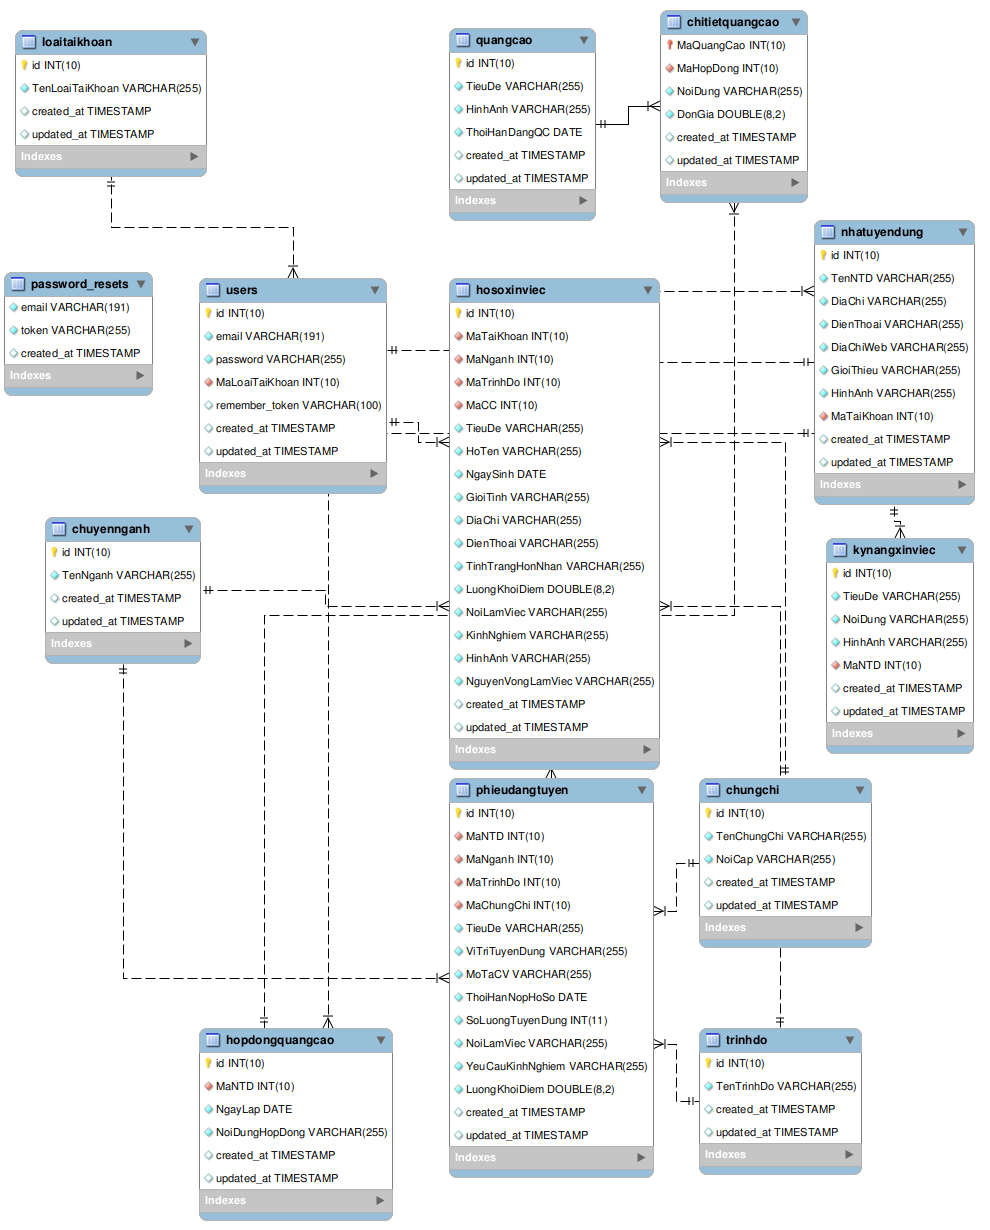 loaitaikhoan
id INT(10)
TenLoaiTaiKhoan VARCHAR(255)
created_at TIMESTAMP
updated_at TIMESTAMP
Indexes
quangcao
id INT(10)
TieuDe VARCHAR(255)
HinhAnh VARCHAR(255)
ThoiHanDangQC DATE
created_at TIMESTAMP
updated_at TIMESTAMP
Indexes
chitietquangcao
MaQuangCao INT(10)
MaHopDong INT(10)
NoiDung VARCHAR(255)
DonGia DOUBLE(8,2)
created_at TIMESTAMP
updated_at TIMESTAMP
Indexes
password_resets
email VARCHAR(191)
token VARCHAR(255)
created_at TIMESTAMP
Indexes
users
id INT(10)
email VARCHAR(191)
password VARCHAR(255)
MaLoaiTaiKhoan INT(10)
remember_token VARCHAR(100)
created_at TIMESTAMP
updated_at TIMESTAMP
Indexes
hosoxinviec
id INT(10)
MaTaiKhoan INT(10)
MaNganh INT(10)
MaTrinhDo INT(10)
MaCC INT(10)
TieuDe VARCHAR(255)
HoTen VARCHAR(255)
NgaySinh DATE
GioiTinh VARCHAR(255)
DiaChi VARCHAR(255)
DienThoai VARCHAR(255)
TinhTrangHonNhan VARCHAR(255)
LuongKhoiDiem DOUBLE(8,2)
NoiLamViec VARCHAR(255)
KinhNghiem VARCHAR(255)
HinhAnh VARCHAR(255)
NguyenVongLamViec VARCHAR(255)
created_at TIMESTAMP
updated_at TIMESTAMP
Indexes
nhatuyendung
id INT(10)
TenNTD VARCHAR(255)
DiaChi VARCHAR(255)
DienThoai VARCHAR(255)
DiaChiWeb VARCHAR(255)
GioiThieu VARCHAR(255)
HinhAnh VARCHAR(255)
MaTaiKhoan INT(10)
created_at TIMESTAMP
updated_at TIMESTAMP
Indexes
chuyennganh
id INT(10)
TenNganh VARCHAR(255)
created_at TIMESTAMP
updated_at TIMESTAMP
Indexes
kynangxinviec
id INT(10)
TieuDe VARCHAR(255)
NoiDung VARCHAR(255)
HinhAnh VARCHAR(255)
MaNTD INT(10)
created_at TIMESTAMP
updated_at TIMESTAMP
Indexes
phieudangtuyen
id INT(10)
MaNTD INT(10)
MaNganh INT(10)
MaTrinhDo INT(10)
MaChungChi INT(10)
TieuDe VARCHAR(255)
ViTriTuyenDung VARCHAR(255)
MoTaCV VARCHAR(255)
ThoiHanNopHoSo DATE
SoLuongTuyenDung INT(11)
NoiLamViec VARCHAR(255)
YeuCauKinhNghiem VARCHAR(255)
LuongKhoiDiem DOUBLE(8,2)
created_at TIMESTAMP
updated_at TIMESTAMP
Indexes
chungchi
id INT(10)
TenChungChi VARCHAR(255)
NoiCap VARCHAR(255)
created_at TIMESTAMP
updated_at TIMESTAMP
Indexes
hopdongquangcao
id INT(10)
MaNTD INT(10)
NgayLap DATE
NoiDungHopDong VARCHAR(255)
created_at TIMESTAMP
updated_at TIMESTAMP
Indexes
trinhdo
id INT(10)
TenTrinhDo VARCHAR(255)
created_at TIMESTAMP
updated_at TIMESTAMP
Indexes